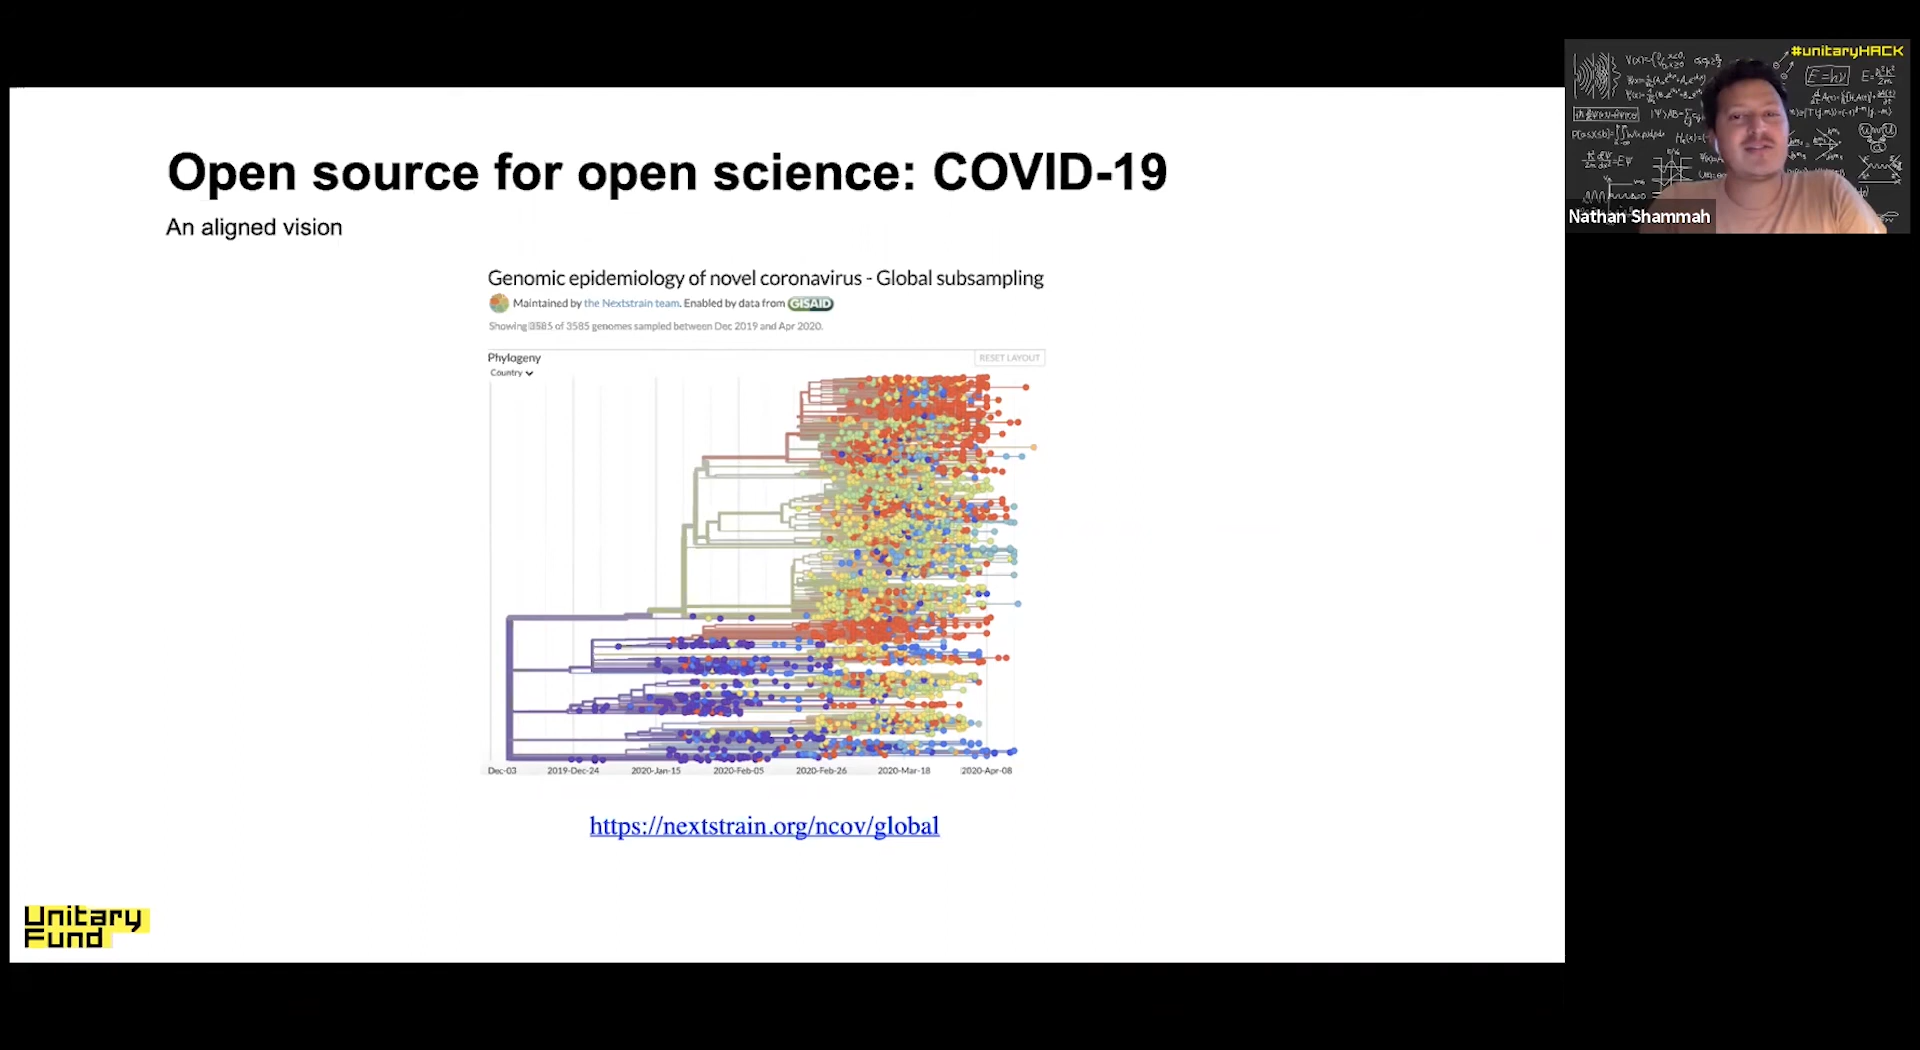 #unitaryHACK
E=hν
Nathan Shammah
Open source for open science: COVID-19
An aligned vision
Genomic epidemiology of novel coronavirus - Global subsampling
Maintained by the Nextstrain team. Enabled by data from GISAID
Showing 3585 of 3585 genomes sampled between Dec 2019 and Apr 2020.
Phylogeny
RESET LAYOUT
Country
Dec-03 2019-Dec-24 2020-Jan-15 2020-Feb-05 2020-Feb-26 2020-Mar-18 2020-Apr-08
https://nextstrain.org/ncov/global
Unitary
Fund